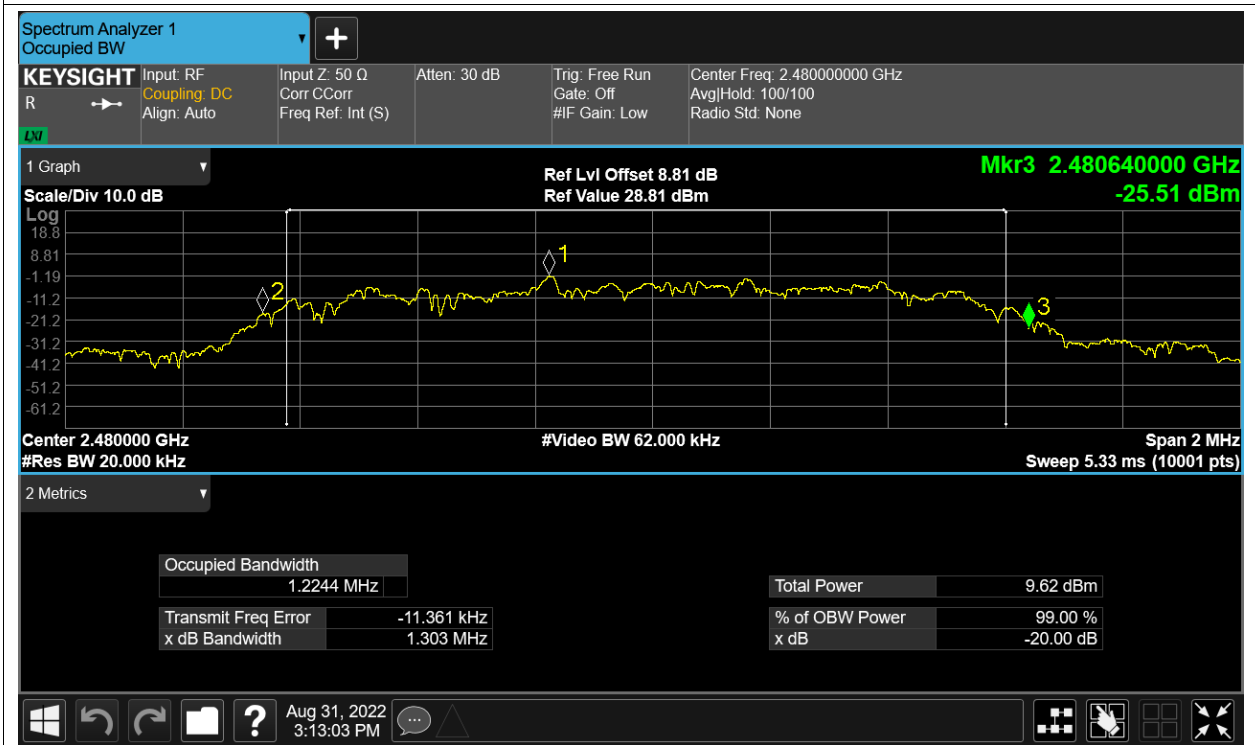 Spectrum Analyzer 1
Occupied BW
KEYSIGHT
R
LXI
Input: RF
Coupling: DC
Align: Auto
Input Z: 50 Ω
Corr CCorr
Freq Ref: Int (S)
Atten: 30 dB
Trig: Free Run
Gate: Off
#IF Gain: Low
Center Freq: 2.480000000 GHz
Avg|Hold: 100/100
Radio Std: None
1 Graph
Scale/Div 10.0 dB
Ref Lvl Offset 8.81 dB
Ref Value 28.81 dBm
Mkr3 2.480640000 GHz
-25.51 dBm
Log
18.8
8.81
-1.19
-11.2
-21.2
-31.2
-41.2
-51.2
-61.2
1
2
3
Center 2.480000 GHz
#Video BW 62.000 kHz
Span 2 MHz
#Res BW 20.000 kHz
Sweep 5.33 ms (10001 pts)
2 Metrics
Occupied Bandwidth
1.2244 MHz
Transmit Freq Error -11.361 kHz
x dB Bandwidth 1.303 MHz
Total Power 9.62 dBm
% of OBW Power 99.00 %
x dB -20.00 dB
Aug 31, 2022
3:13:03 PM